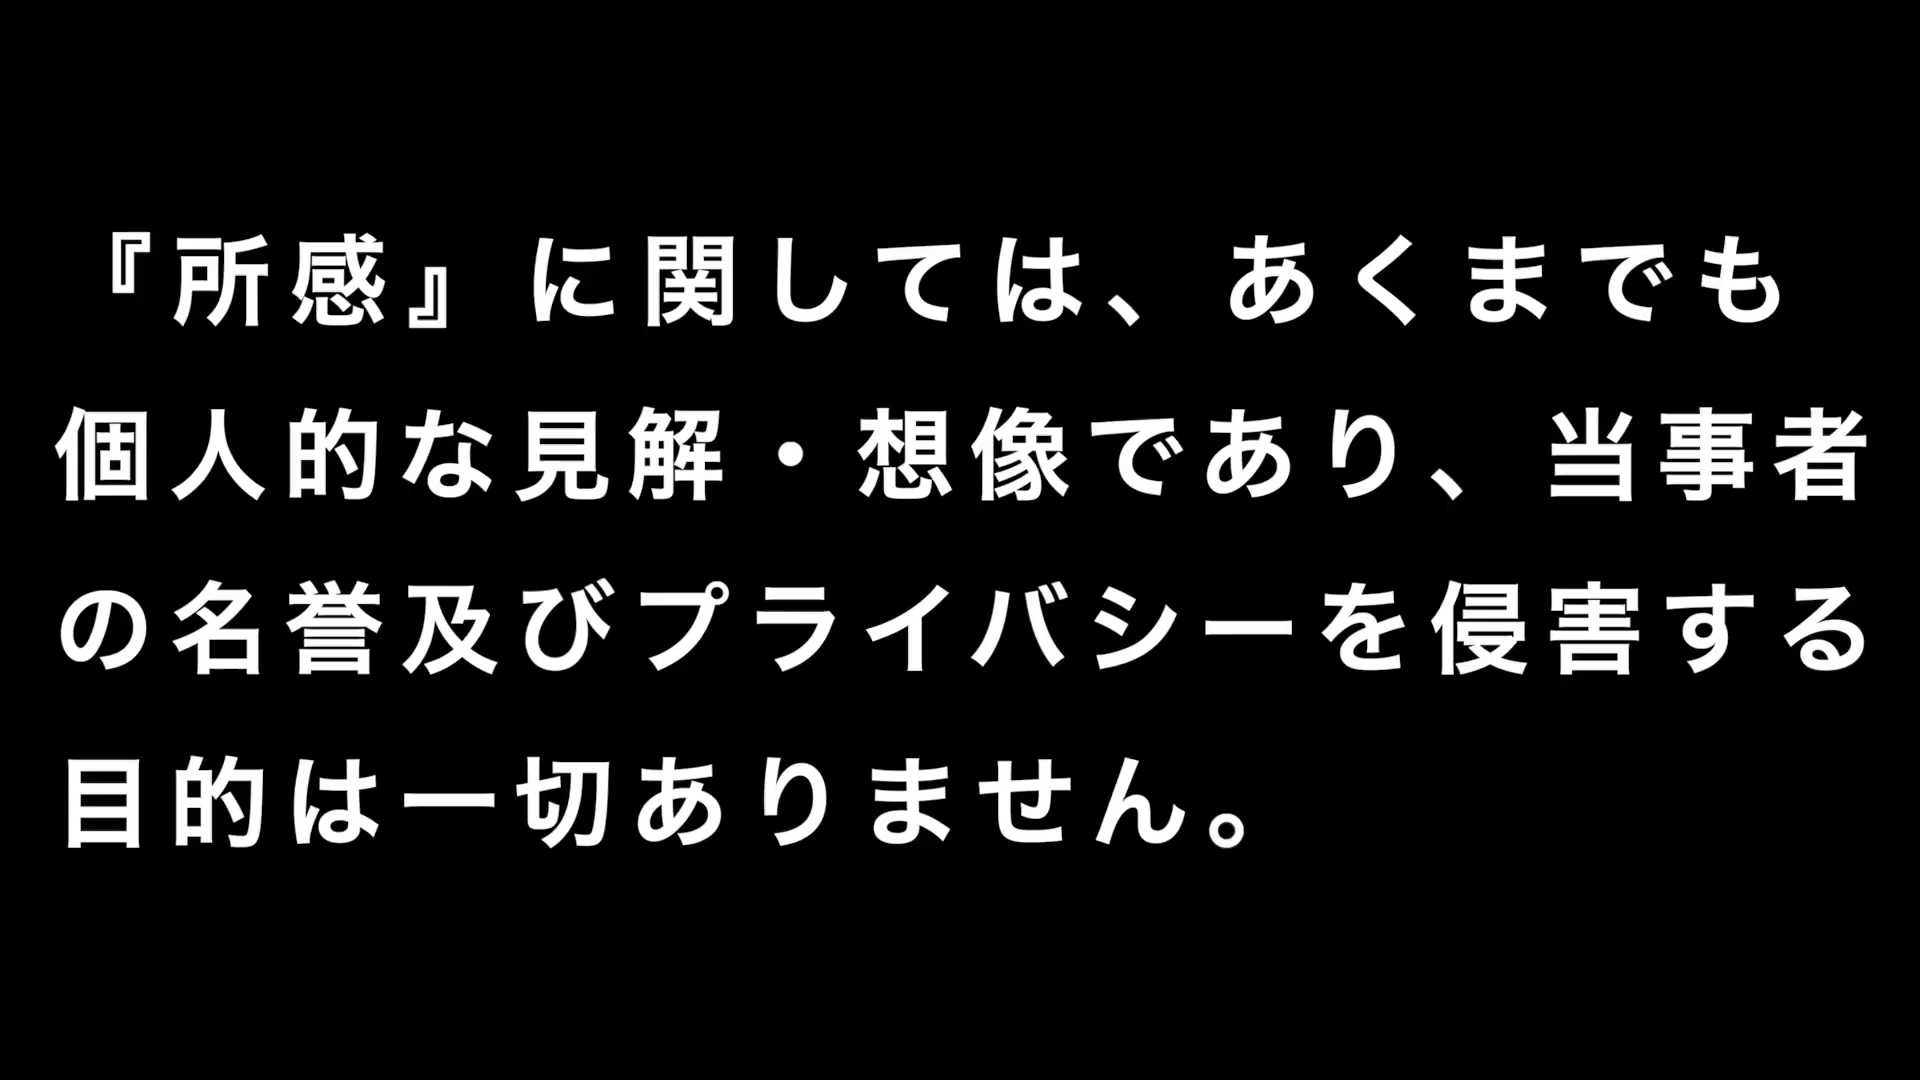 『所感』に関しては、あくまでも
個人的な見解・想像であり、当事者
の名誉及びプライバシーを侵害する
目的は一切ありません。